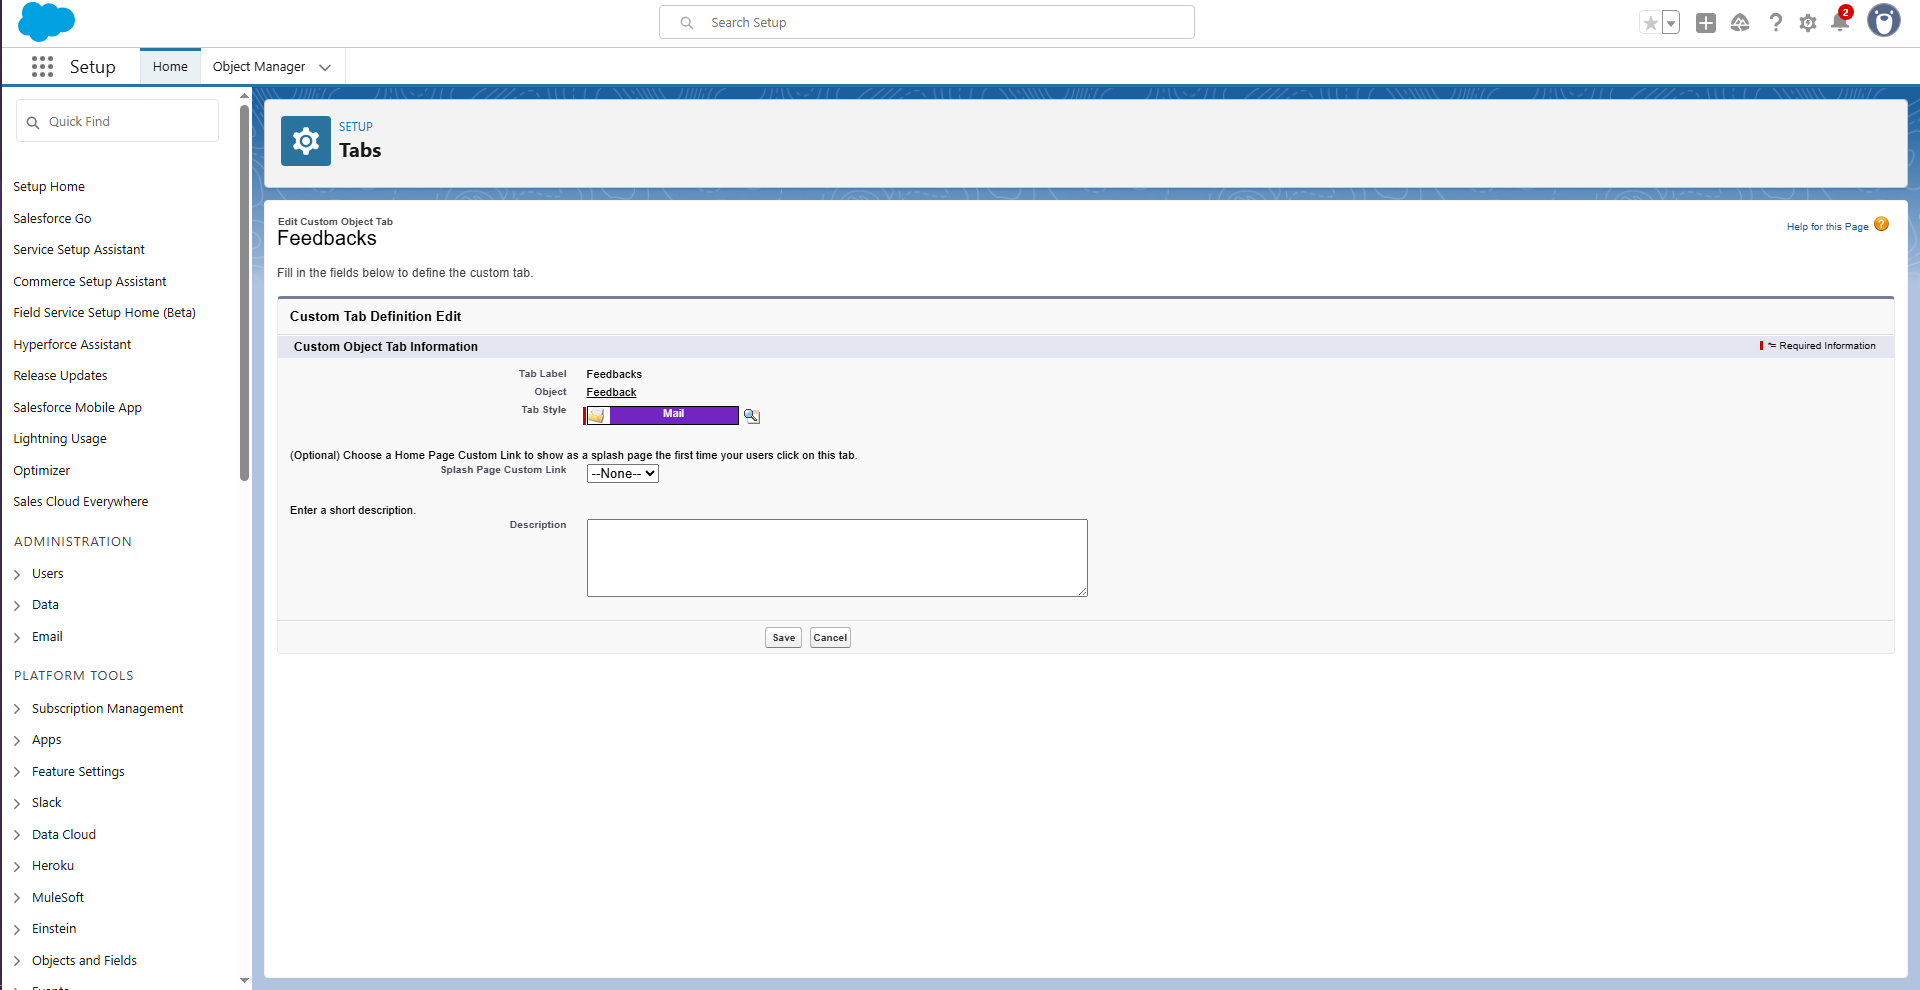 Search Setup
2
Setup
Home
Object Manager
Quick Find
Setup Home
Salesforce Go
Service Setup Assistant
Commerce Setup Assistant
Field Service Setup Home (Beta)
Hyperforce Assistant
Release Updates
Salesforce Mobile App
Lightning Usage
Optimizer
Sales Cloud Everywhere
ADMINISTRATION
Users
Data
Email
PLATFORM TOOLS
Subscription Management
Apps
Feature Settings
Slack
Data Cloud
Heroku
MuleSoft
Einstein
Objects and Fields
Events
SETUP
Tabs
Edit Custom Object Tab
Feedbacks
Help for this Page
Fill in the fields below to define the custom tab.
Custom Tab Definition Edit
Custom Object Tab Information
*= Required Information
Tab Label Feedbacks
Object Feedback
Tab Style Mail
(Optional) Choose a Home Page Custom Link to show as a splash page the first time your users click on this tab.
Splash Page Custom Link --None--
Enter a short description.
Description
Save Cancel